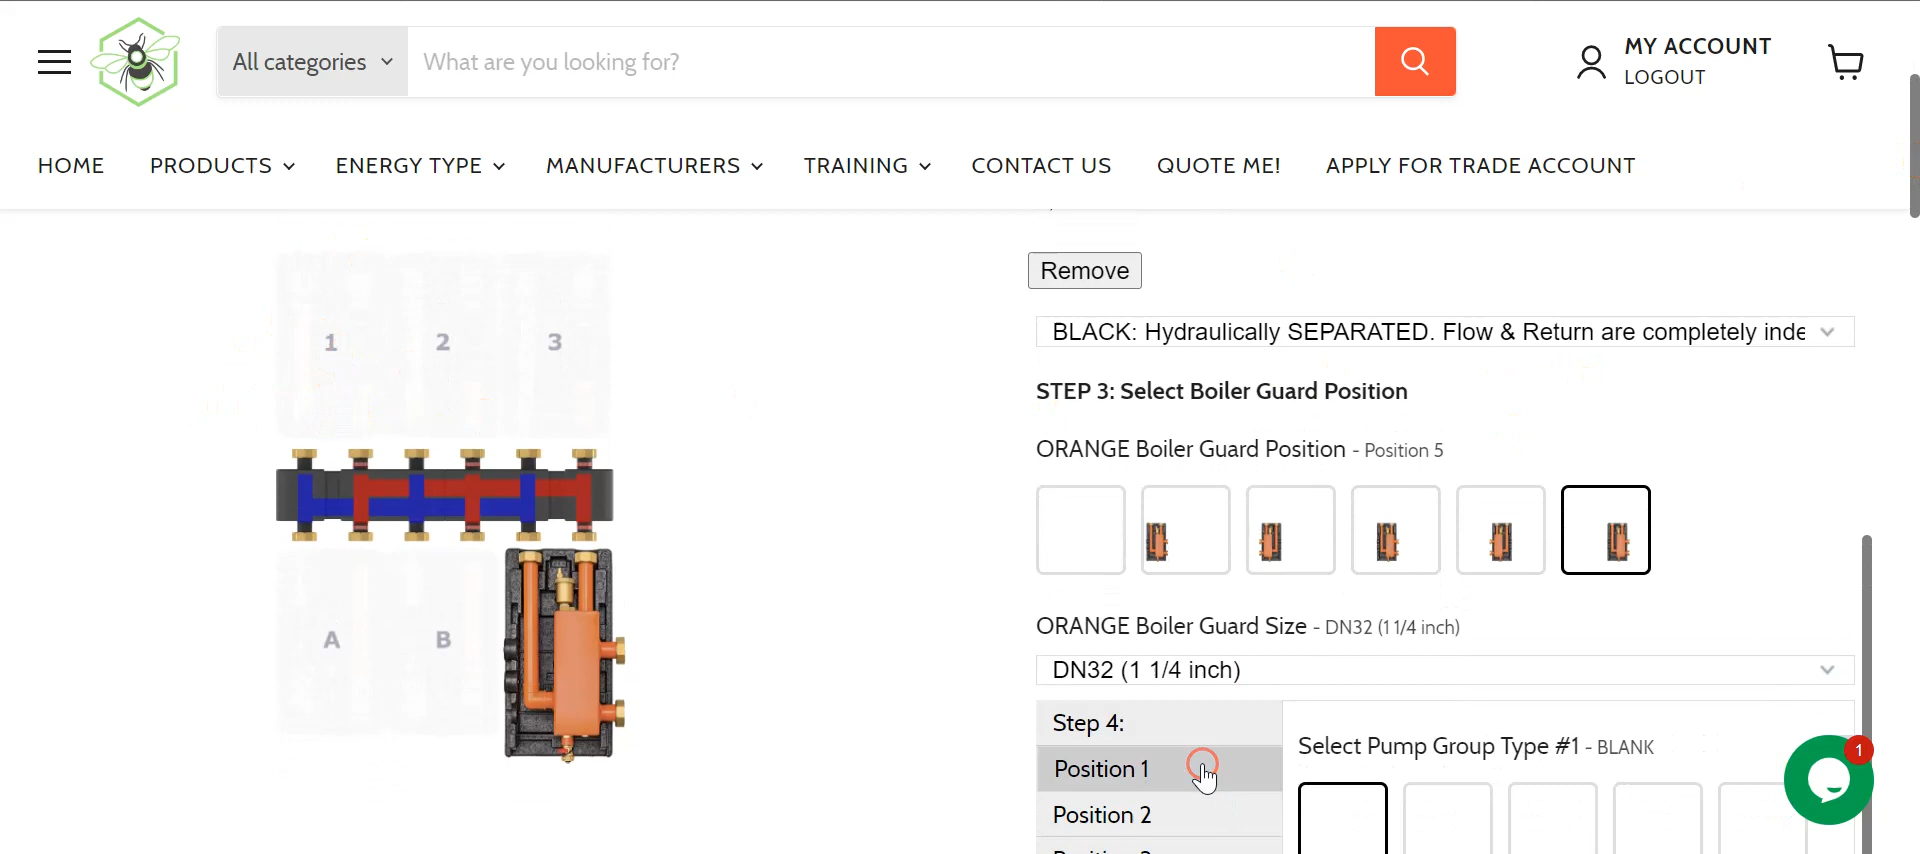 All categories
What are you looking for?
MY ACCOUNT
LOGOUT
HOME
PRODUCTS
ENERGY TYPE
MANUFACTURERS
TRAINING
CONTACT US
QUOTE ME!
APPLY FOR TRADE ACCOUNT
Remove
BLACK: Hydraulically SEPARATED. Flow & Return are completely inde
STEP 3: Select Boiler Guard Position
ORANGE Boiler Guard Position - Position 5
ORANGE Boiler Guard Size - DN32 (1 1/4 inch)
DN32 (1 1/4 inch)
Step 4:
Position 1
Position 2
Select Pump Group Type #1 - BLANK
1
1 2 3
A B